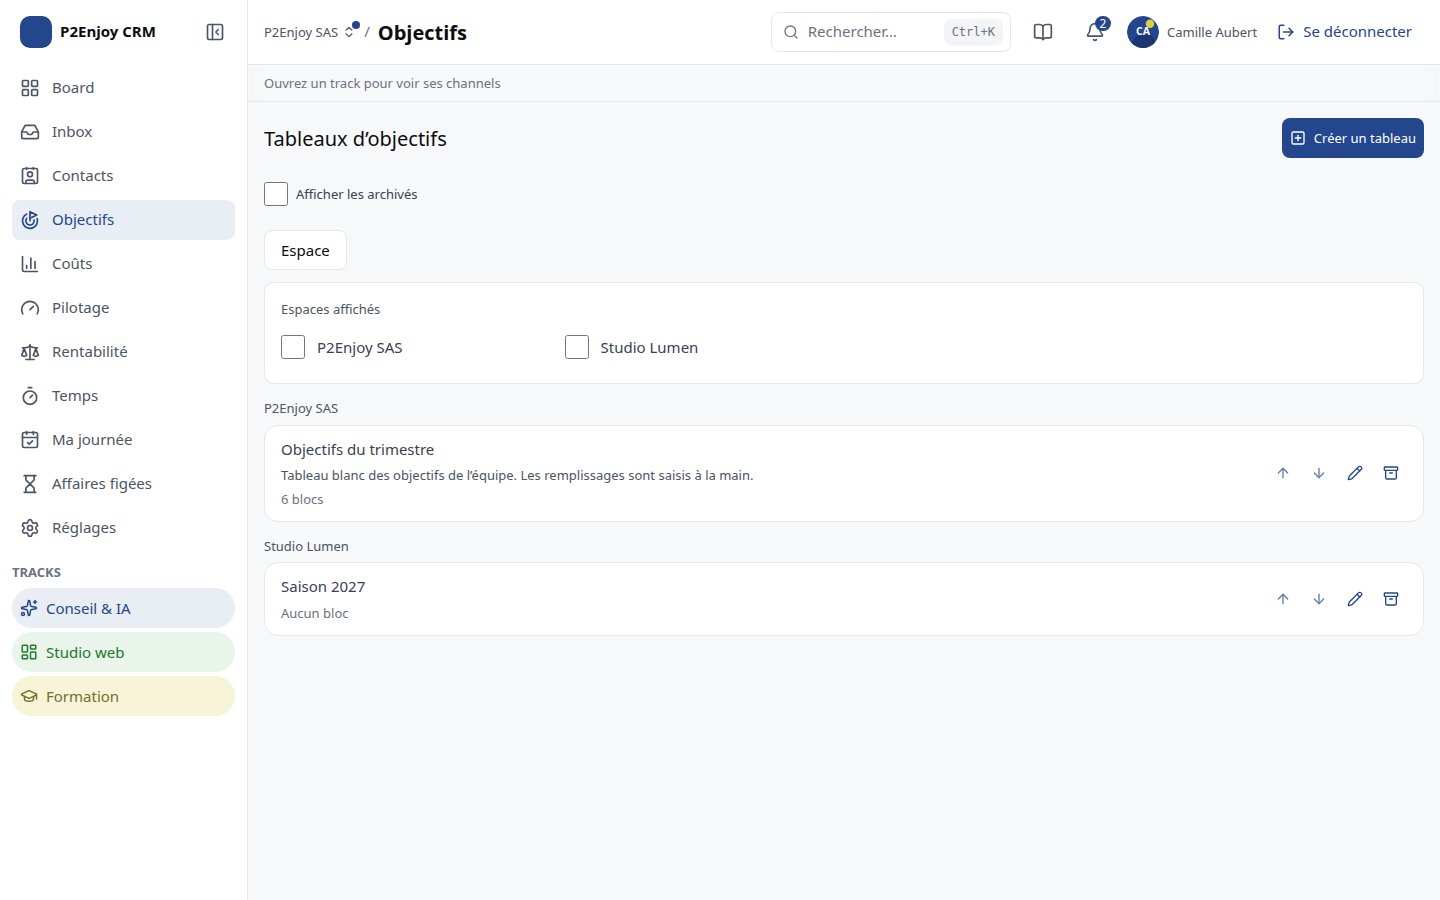 P2Enjoy CRM
Board
Inbox
Contacts
Objectifs
Coûts
Pilotage
Rentabilité
Temps
Ma journée
Affaires figées
Réglages
TRACKS
Conseil & IA
Studio web
Formation
P2Enjoy SAS / Objectifs
Rechercher... Ctrl+K
2
CA Camille Aubert
Se déconnecter
Ouvrez un track pour voir ses channels
Tableaux d’objectifs
Créer un tableau
Afficher les archivés
Espace
Espaces affichés
P2Enjoy SAS
Studio Lumen
P2Enjoy SAS
Objectifs du trimestre
Tableau blanc des objectifs de l’équipe. Les remplissages sont saisis à la main.
6 blocs
Studio Lumen
Saison 2027
Aucun bloc